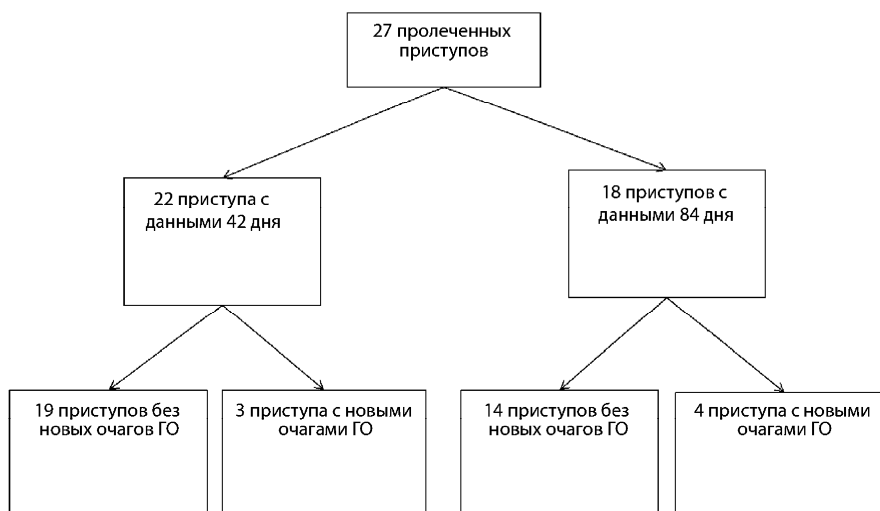 27 пролеченных
приступов
22 приступа с
данными 42 дня
18 приступов с
данными 84 дня
19 приступов без
новых очагов ГО
3 приступа с новыми
очагами ГО
14 приступов без
новых очагов ГО
4 приступа с новыми
очагами ГО